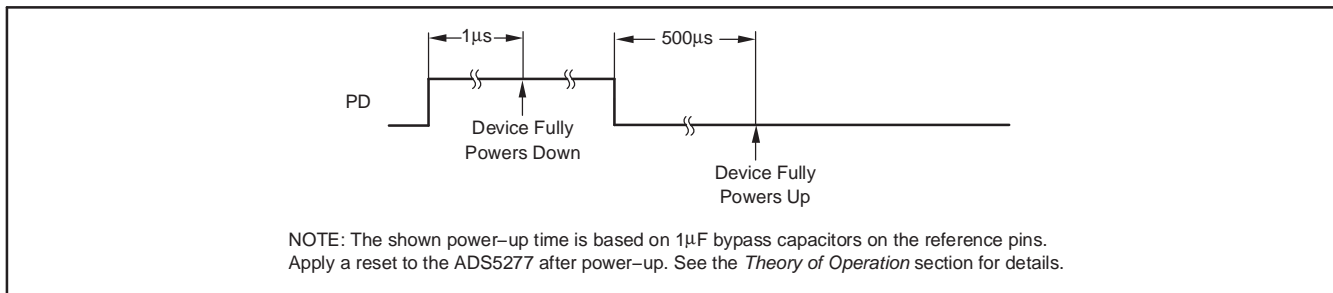 1μs
500μs
PD
Device Fully
Powers Down
Device Fully
Powers Up
NOTE: The shown power−up time is based on 1μF bypass capacitors on the reference pins.
Apply a reset to the ADS5277 after power−up. See the Theory of Operation section for details.